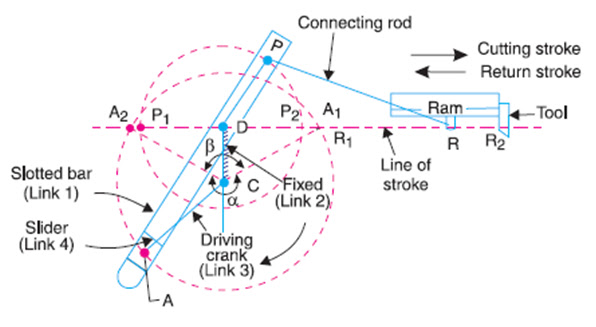 Connecting rod
P
Cutting stroke
Return stroke
A2 P1 D P2 A1
Ram
Tool
R1 R R2
β
Line of
stroke
Slotted bar
(Link 1)
C
Fixed
(Link 2)
α
Slider
(Link 4)
Driving
crank
(Link 3)
A